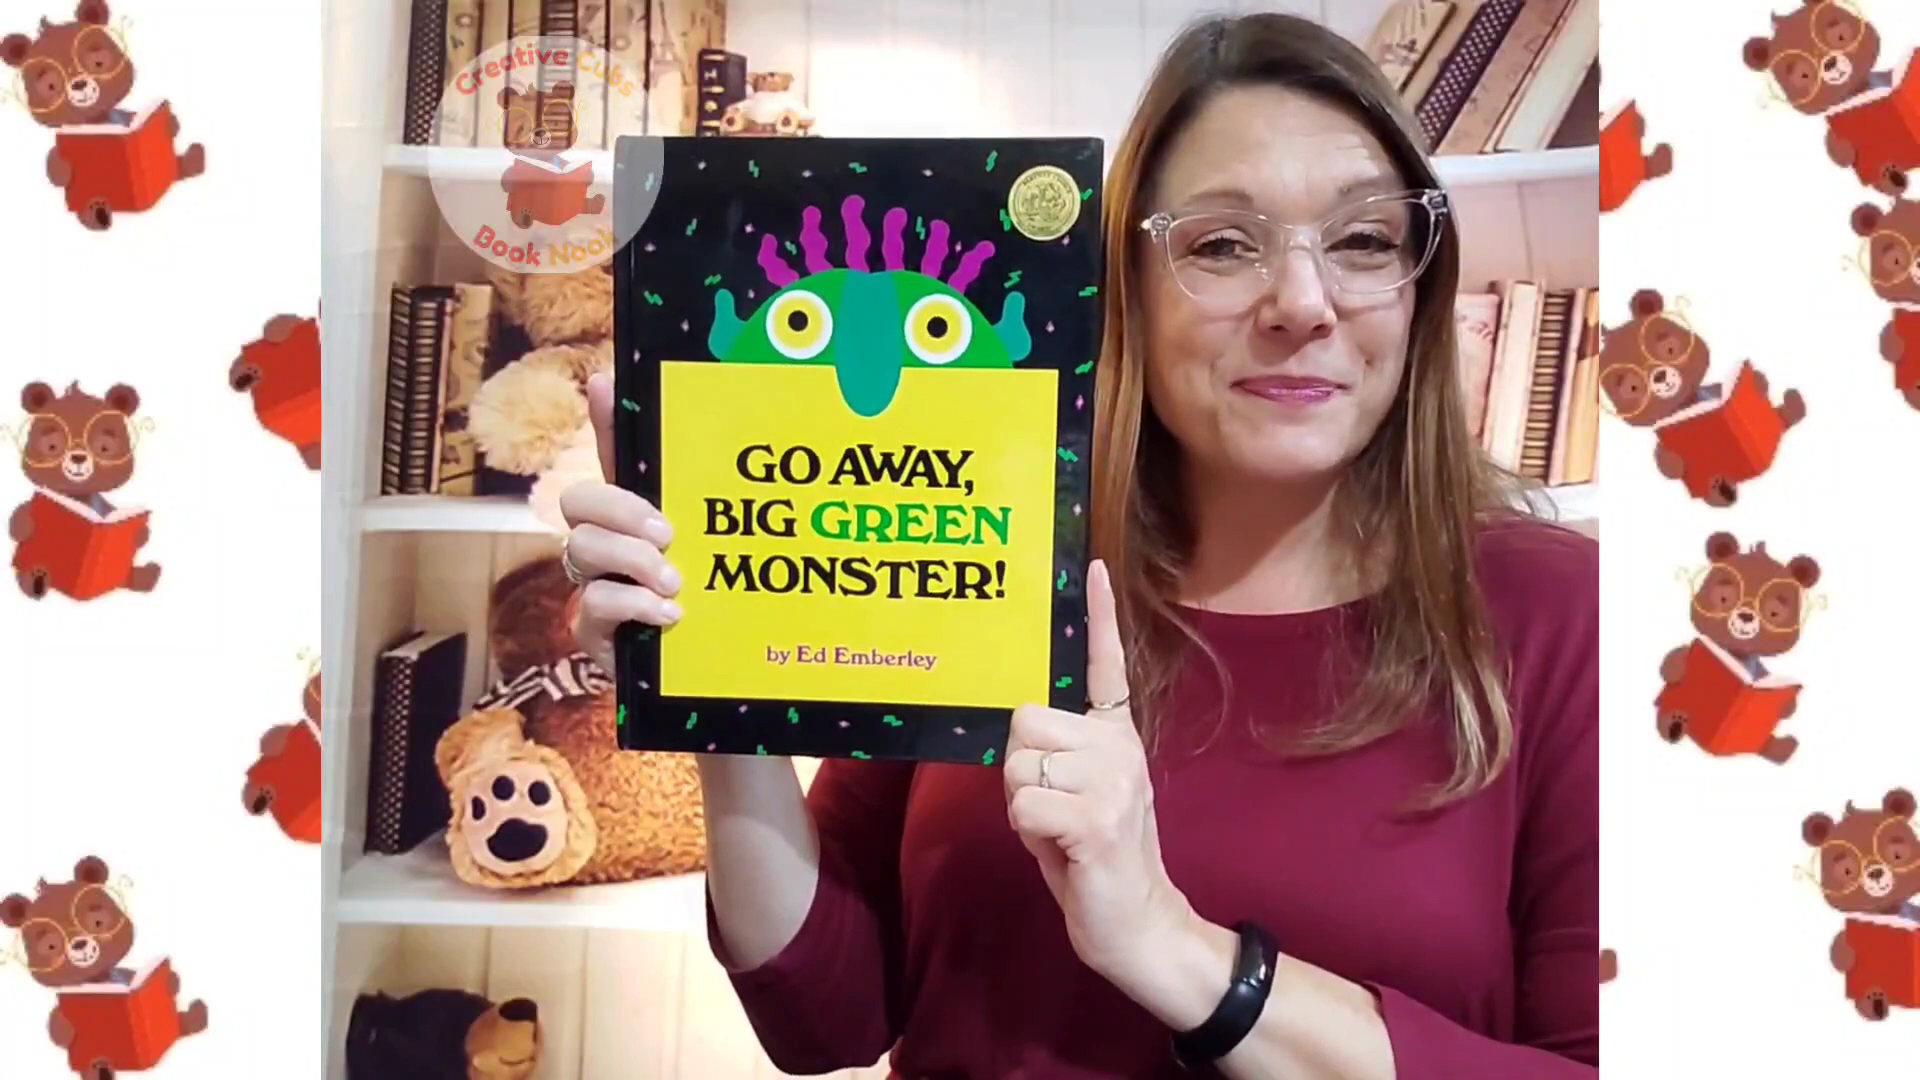 Creative Cubs
Book Nook
GO AWAY,
BIG GREEN
MONSTER!
by Ed Emberley